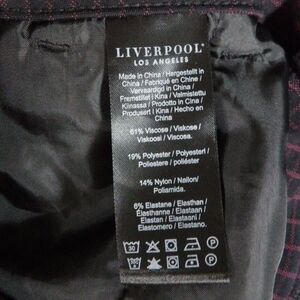 LIVERPOOL
LOS ANGELES
Made in China / Hergestellt in
China / Fabriqué en Chine /
Vervaardigd in China /
Fremstillet i Kina / Valmistettu
Kiinassa / Prodotto in Cina /
Produsert i Kina / Hecho en
China
61% Viscose / Viskose /
Viskoosi / Viscosa.
19% Polyester / Polyesteri /
Poliestere / poliéster
14% Nylon / Nailon/
Poliamida.
6% Elastane / Elasthan /
Élasthanne / Elastaan /
Elastan / Elastaani /
Elastomero / Elastano.
30
P